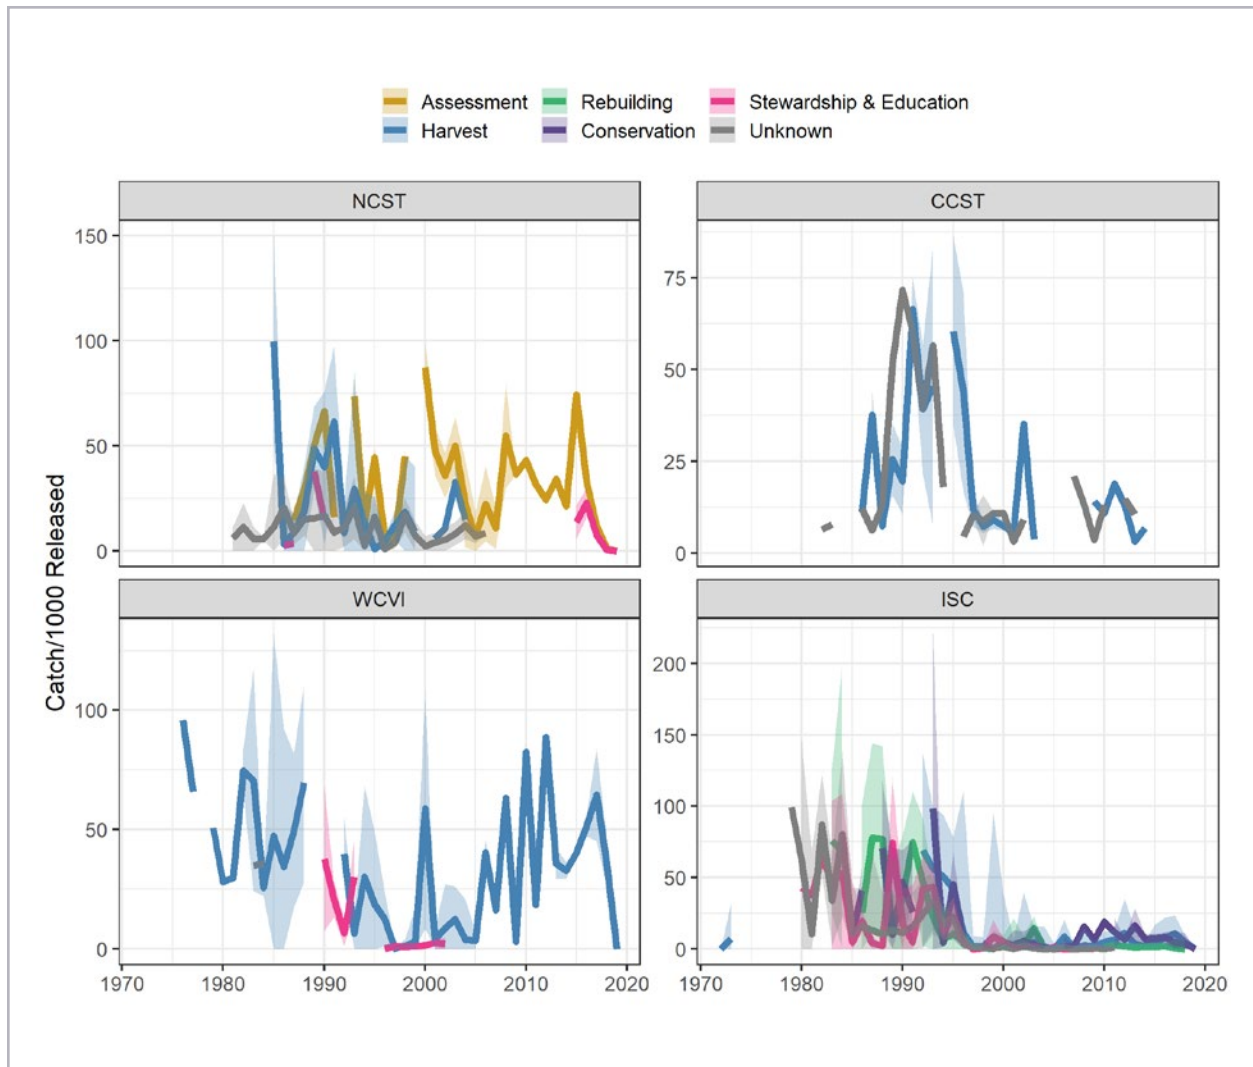 Assessment Rebuilding Stewardship & Education
Harvest Conservation Unknown
NCST CCST
150
100
50
0
75
50
25
0
Catch/1000 Released
WCVI ISC
100
50
0
200
150
100
50
0
1970 1980 1990 2000 2010 2020 1970 1980 1990 2000 2010 2020